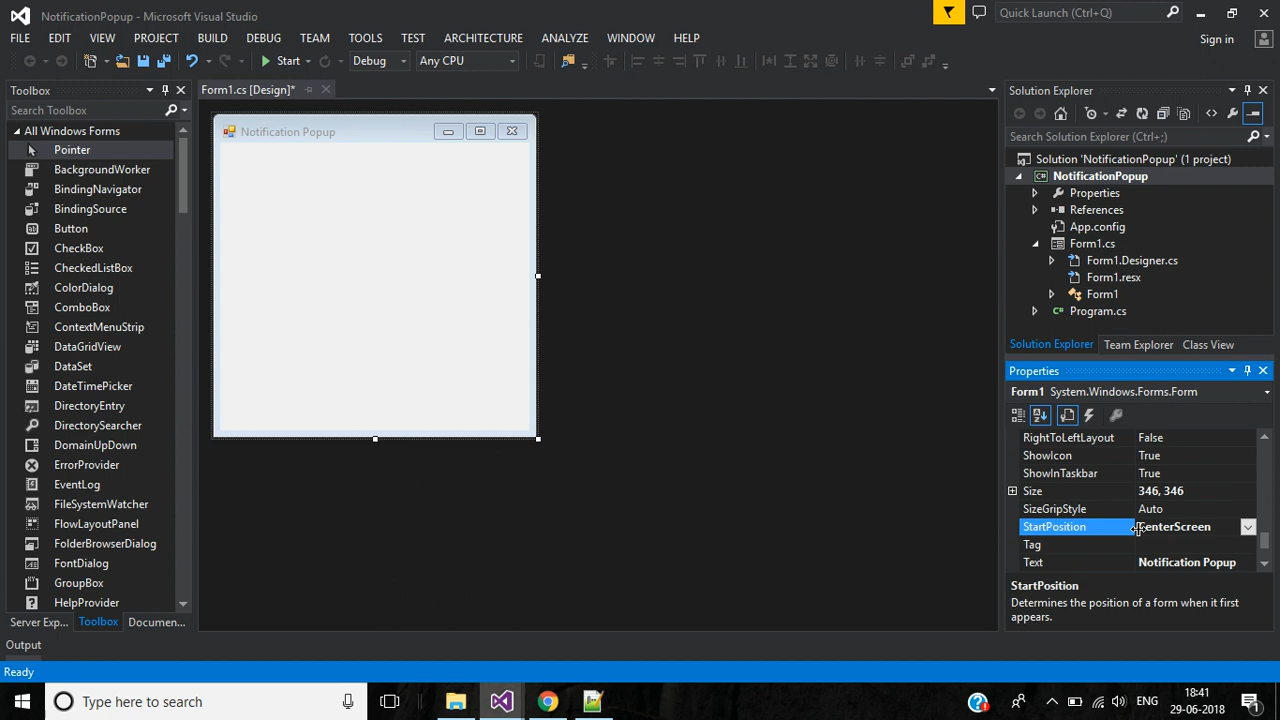 NotificationPopup - Microsoft Visual Studio
Quick Launch (Ctrl+Q)
FILE EDIT VIEW PROJECT BUILD DEBUG TEAM TOOLS TEST ARCHITECTURE ANALYZE WINDOW HELP
Sign in
Start Debug Any CPU
Toolbox
Search Toolbox
All Windows Forms
Pointer
BackgroundWorker
BindingNavigator
BindingSource
Button
CheckBox
CheckedListBox
ColorDialog
ComboBox
ContextMenuStrip
DataGridView
DataSet
DateTimePicker
DirectoryEntry
DirectorySearcher
DomainUpDown
ErrorProvider
EventLog
FileSystemWatcher
FlowLayoutPanel
FolderBrowserDialog
FontDialog
GroupBox
HelpProvider
Server Exp... Toolbox Documen...
Form1.cs [Design]*
Notification Popup
Solution Explorer
Search Solution Explorer (Ctrl+;)
Solution 'NotificationPopup' (1 project)
NotificationPopup
Properties
References
App.config
Form1.cs
Form1.Designer.cs
Form1.resx
Form1
Program.cs
Solution Explorer Team Explorer Class View
Properties
Form1 System.Windows.Forms.Form
RightToLeftLayout False
ShowIcon True
ShowInTaskbar True
Size 346, 346
SizeGripStyle Auto
StartPosition CenterScreen
Tag
Text Notification Popup
StartPosition
Determines the position of a form when it first
appears.
Output
Ready
Type here to search
ENG
18:41
29-06-2018